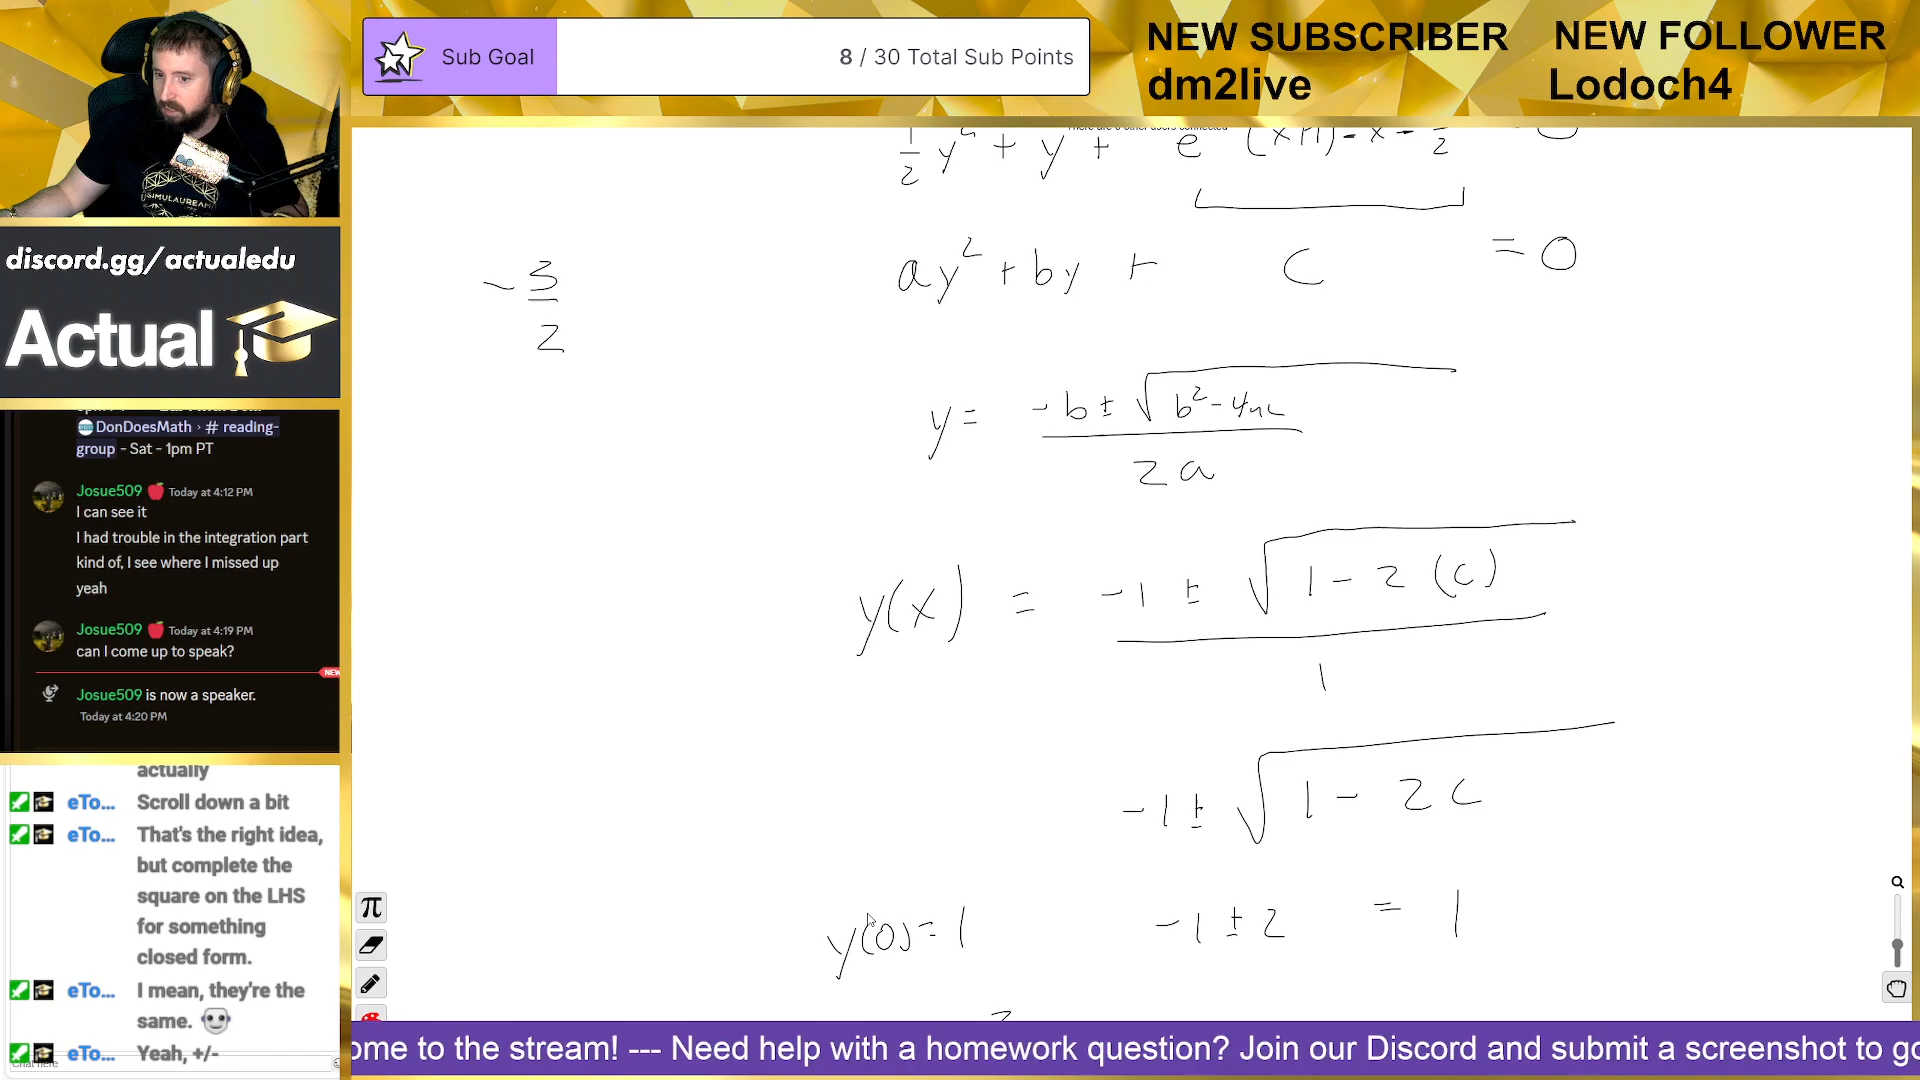 Sub Goal
8 / 30 Total Sub Points
NEW SUBSCRIBER
dm2live
NEW FOLLOWER
Lodoch4
discord.gg/actualedu
Actual
DonDoesMath › # reading-
group - Sat - 1pm PT
Josue509 Today at 4:12 PM
I can see it
I had trouble in the integration part
kind of, I see where I missed up
yeah
Josue509 Today at 4:19 PM
can I come up to speak?
NEW
Josue509 is now a speaker.
Today at 4:20 PM
actually
eTo... Scroll down a bit
eTo... That's the right idea,
but complete the
square on the LHS
for something
closed form.
eTo... I mean, they're the
same.
eTo... Yeah, +/-
Chat here
ay² + by + C = 0
- 3/2
y = -b ± √(b² - 4ac) / 2a
y(x) = -1 ± √(1 - 2(c)) / 1
-1 ± √(1 - 2c)
y(0) = 1
-1 ± 2 = 1
π
ome to the stream! --- Need help with a homework question? Join our Discord and submit a screenshot to go